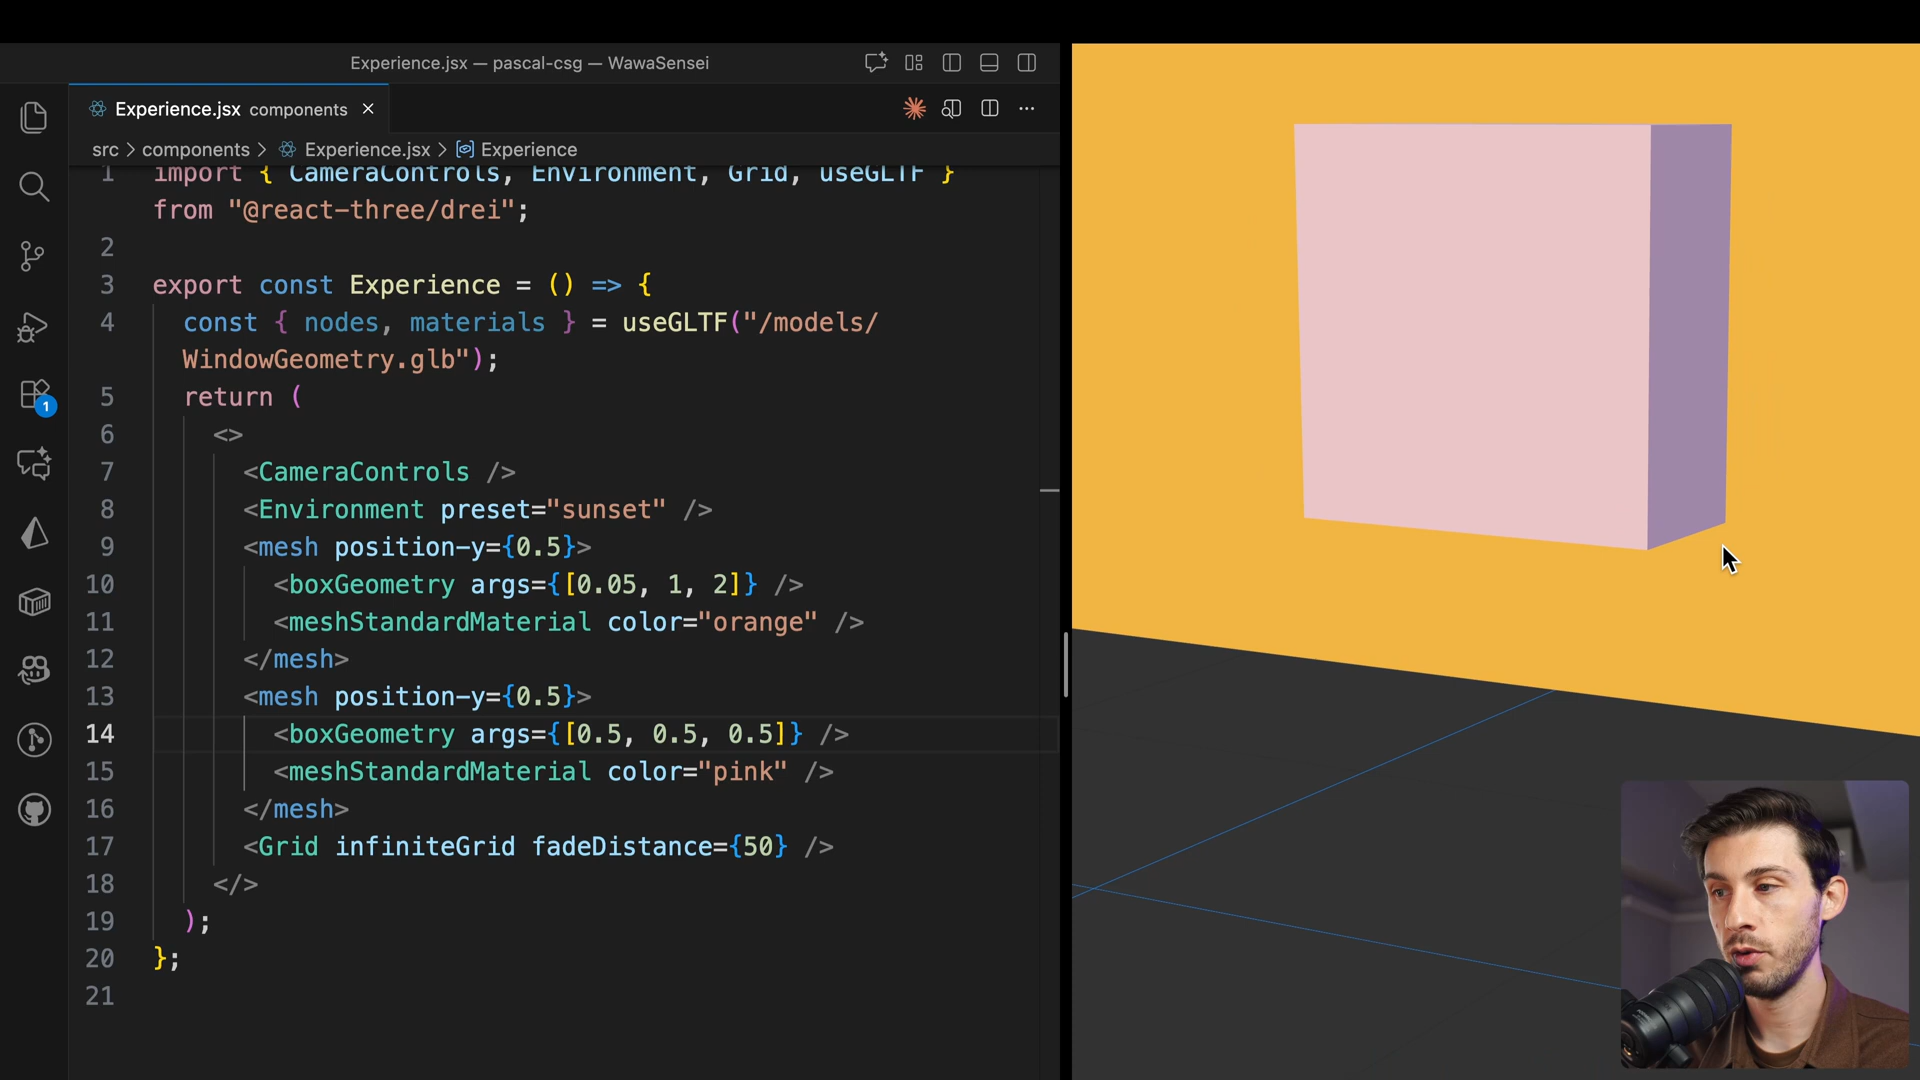 Experience.jsx — pascal-csg — WawaSensei
Experience.jsx components
src > components > Experience.jsx > Experience
1 import { CameraControls, Environment, Grid, useGLTF }
from "@react-three/drei";
2
3 export const Experience = () => {
4 const { nodes, materials } = useGLTF("/models/
WindowGeometry.glb");
5 return (
6 <>
7 <CameraControls />
8 <Environment preset="sunset" />
9 <mesh position-y={0.5}>
10 <boxGeometry args={[0.05, 1, 2]} />
11 <meshStandardMaterial color="orange" />
12 </mesh>
13 <mesh position-y={0.5}>
14 <boxGeometry args={[0.5, 0.5, 0.5]} />
15 <meshStandardMaterial color="pink" />
16 </mesh>
17 <Grid infiniteGrid fadeDistance={50} />
18 </>
19 );
20 };
21
1